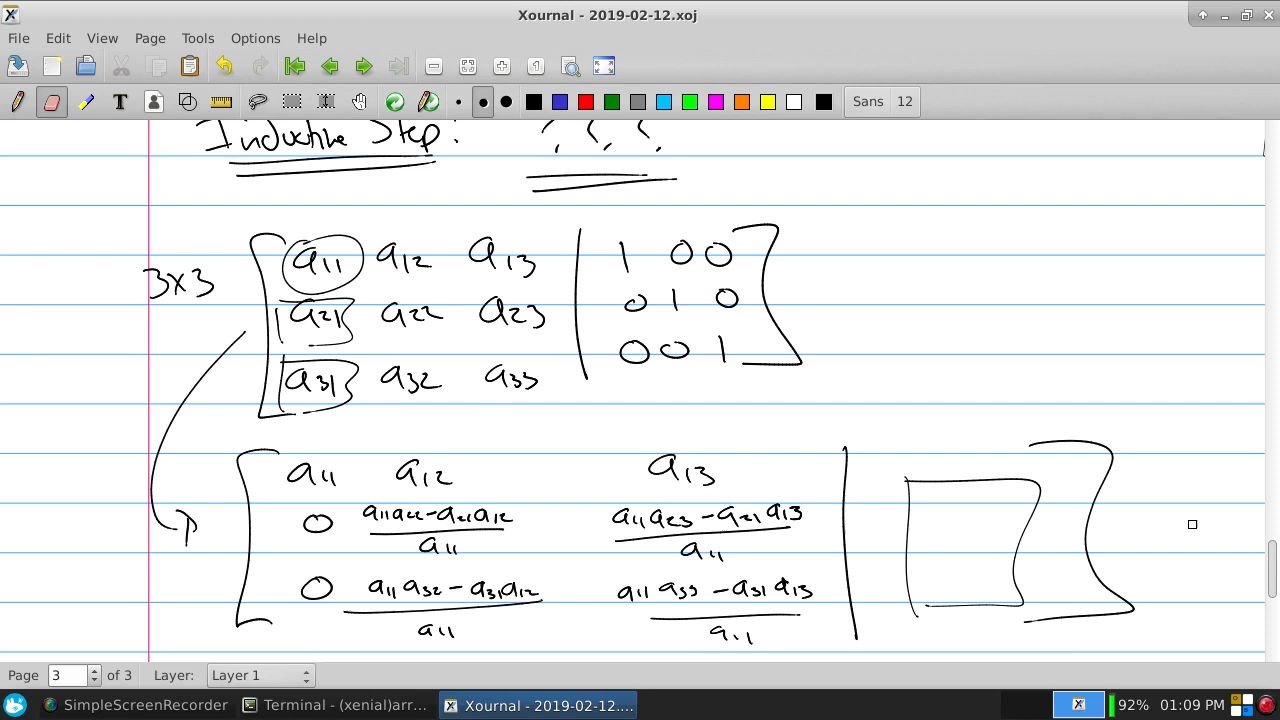 Xournal - 2019-02-12.xoj
File Edit View Page Tools Options Help
Sans 12
Inductive Step: ???
3x3
a11 a12 a13 | 1 0 0
a21 a22 a23 | 0 1 0
a31 a32 a33 | 0 0 1
a11 a12 a13
0 (a11a22-a21a12)/a11 (a11a23-a21a13)/a11
0 (a11a32-a31a12)/a11 (a11a33-a31a13)/a11
Page 3 of 3 Layer: Layer 1
SimpleScreenRecorder Terminal - (xenial)arr... Xournal - 2019-02-12.... 92% 01:09 PM